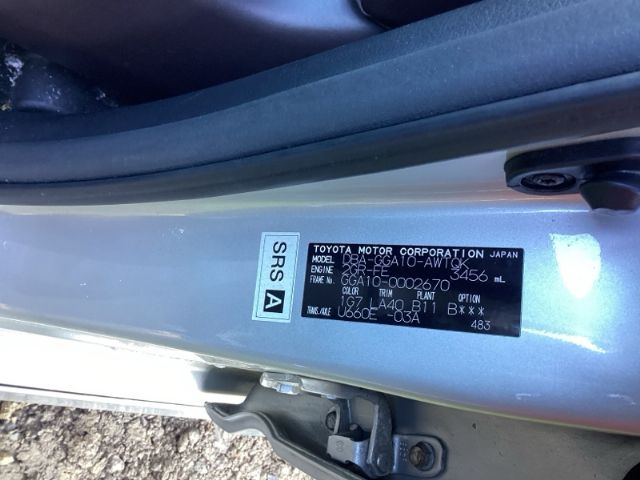 SRS A
TOYOTA MOTOR CORPORATION JAPAN
MODEL DBA-GGA10-AWTQK
ENGINE 2GR-FE 3456 mL
FRAME No. GGA10-0002670
COLOR TRIM PLANT OPTION
1G7 LA40 B11 B***
TRANS./AXLE U660E -03A
483